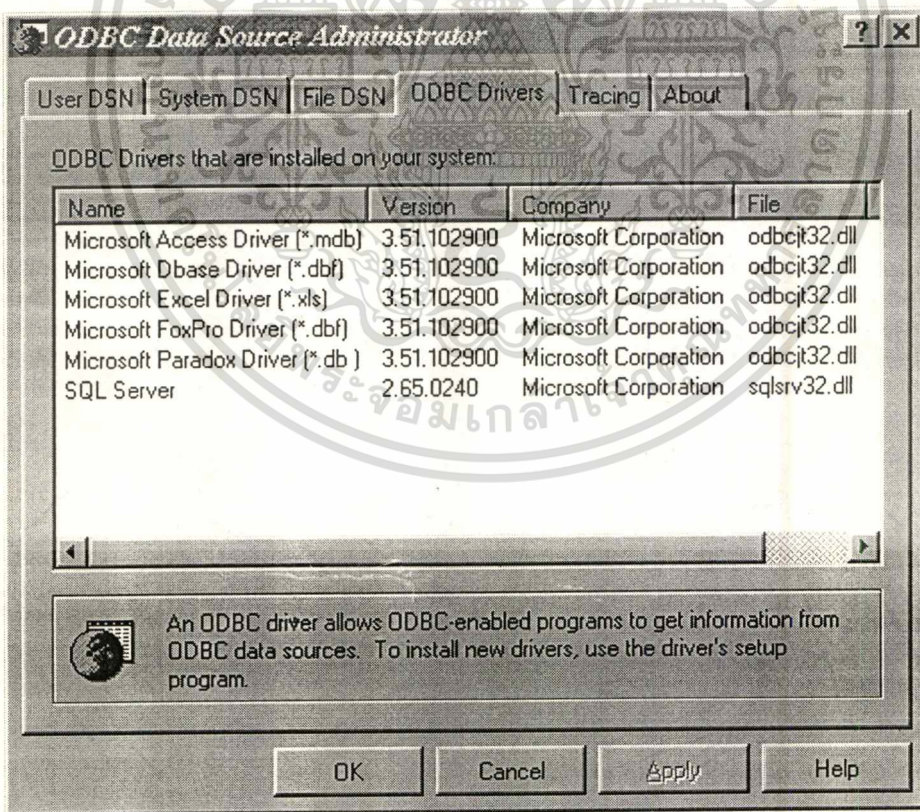 ODBC Data Source Administrator
User DSN System DSN File DSN ODBC Drivers Tracing About
ODBC Drivers that are installed on your system:
Name Version Company File
Microsoft Access Driver (*.mdb) 3.51.102900 Microsoft Corporation odbcjt32.dll
Microsoft Dbase Driver (*.dbf) 3.51.102900 Microsoft Corporation odbcjt32.dll
Microsoft Excel Driver (*.xls) 3.51.102900 Microsoft Corporation odbcjt32.dll
Microsoft FoxPro Driver (*.dbf) 3.51.102900 Microsoft Corporation odbcjt32.dll
Microsoft Paradox Driver (*.db ) 3.51.102900 Microsoft Corporation odbcjt32.dll
SQL Server 2.65.0240 Microsoft Corporation sqlsrv32.dll
An ODBC driver allows ODBC-enabled programs to get information from
ODBC data sources. To install new drivers, use the driver's setup
program.
OK Cancel Apply Help